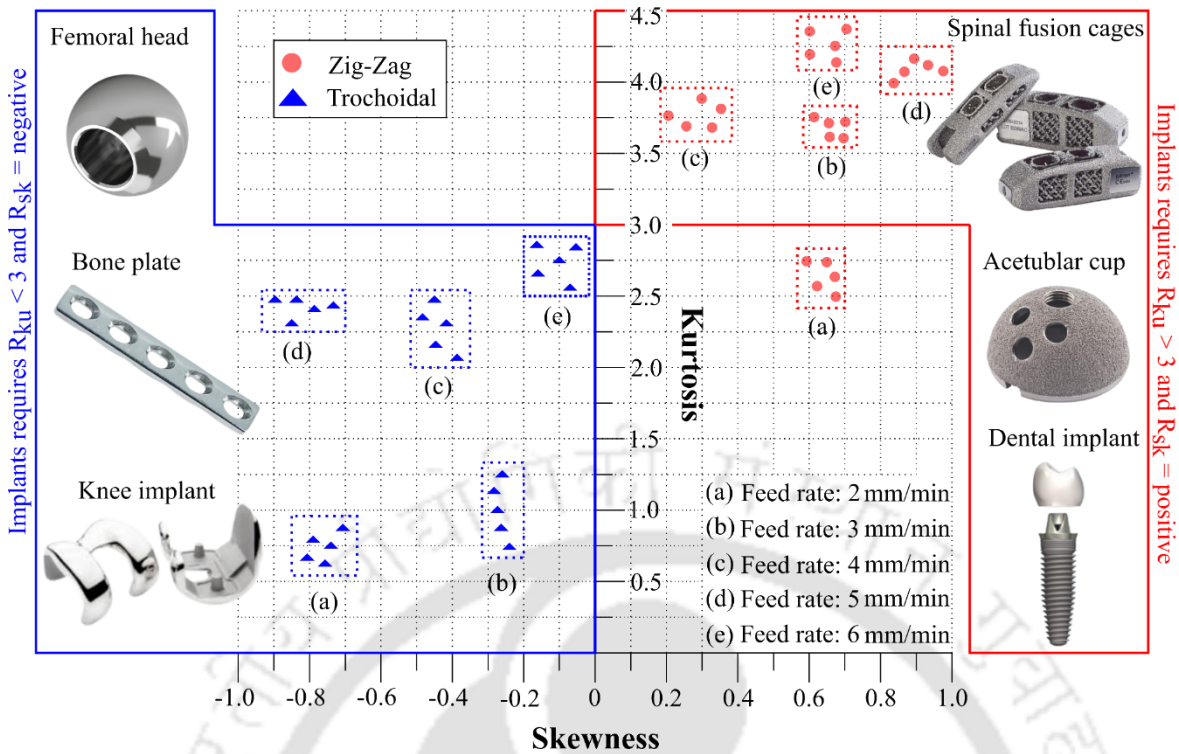 Implants requires R_ku < 3 and R_sk = negative
Femoral head
Bone plate
Knee implant
Zig-Zag
Trochoidal
4.5
4.0
3.5
3.0
2.5
2.0
1.5
1.0
0.5
Kurtosis
(e)
(d)
(c)
(b)
(a)
(e)
(d)
(c)
(b)
(a)
Spinal fusion cages
Acetublar cup
Dental implant
Implants requires R_ku > 3 and R_sk = positive
(a) Feed rate: 2 mm/min
(b) Feed rate: 3 mm/min
(c) Feed rate: 4 mm/min
(d) Feed rate: 5 mm/min
(e) Feed rate: 6 mm/min
-1.0 -0.8 -0.6 -0.4 -0.2 0 0.2 0.4 0.6 0.8 1.0
Skewness
प्रौद्योगिकी संस्थान